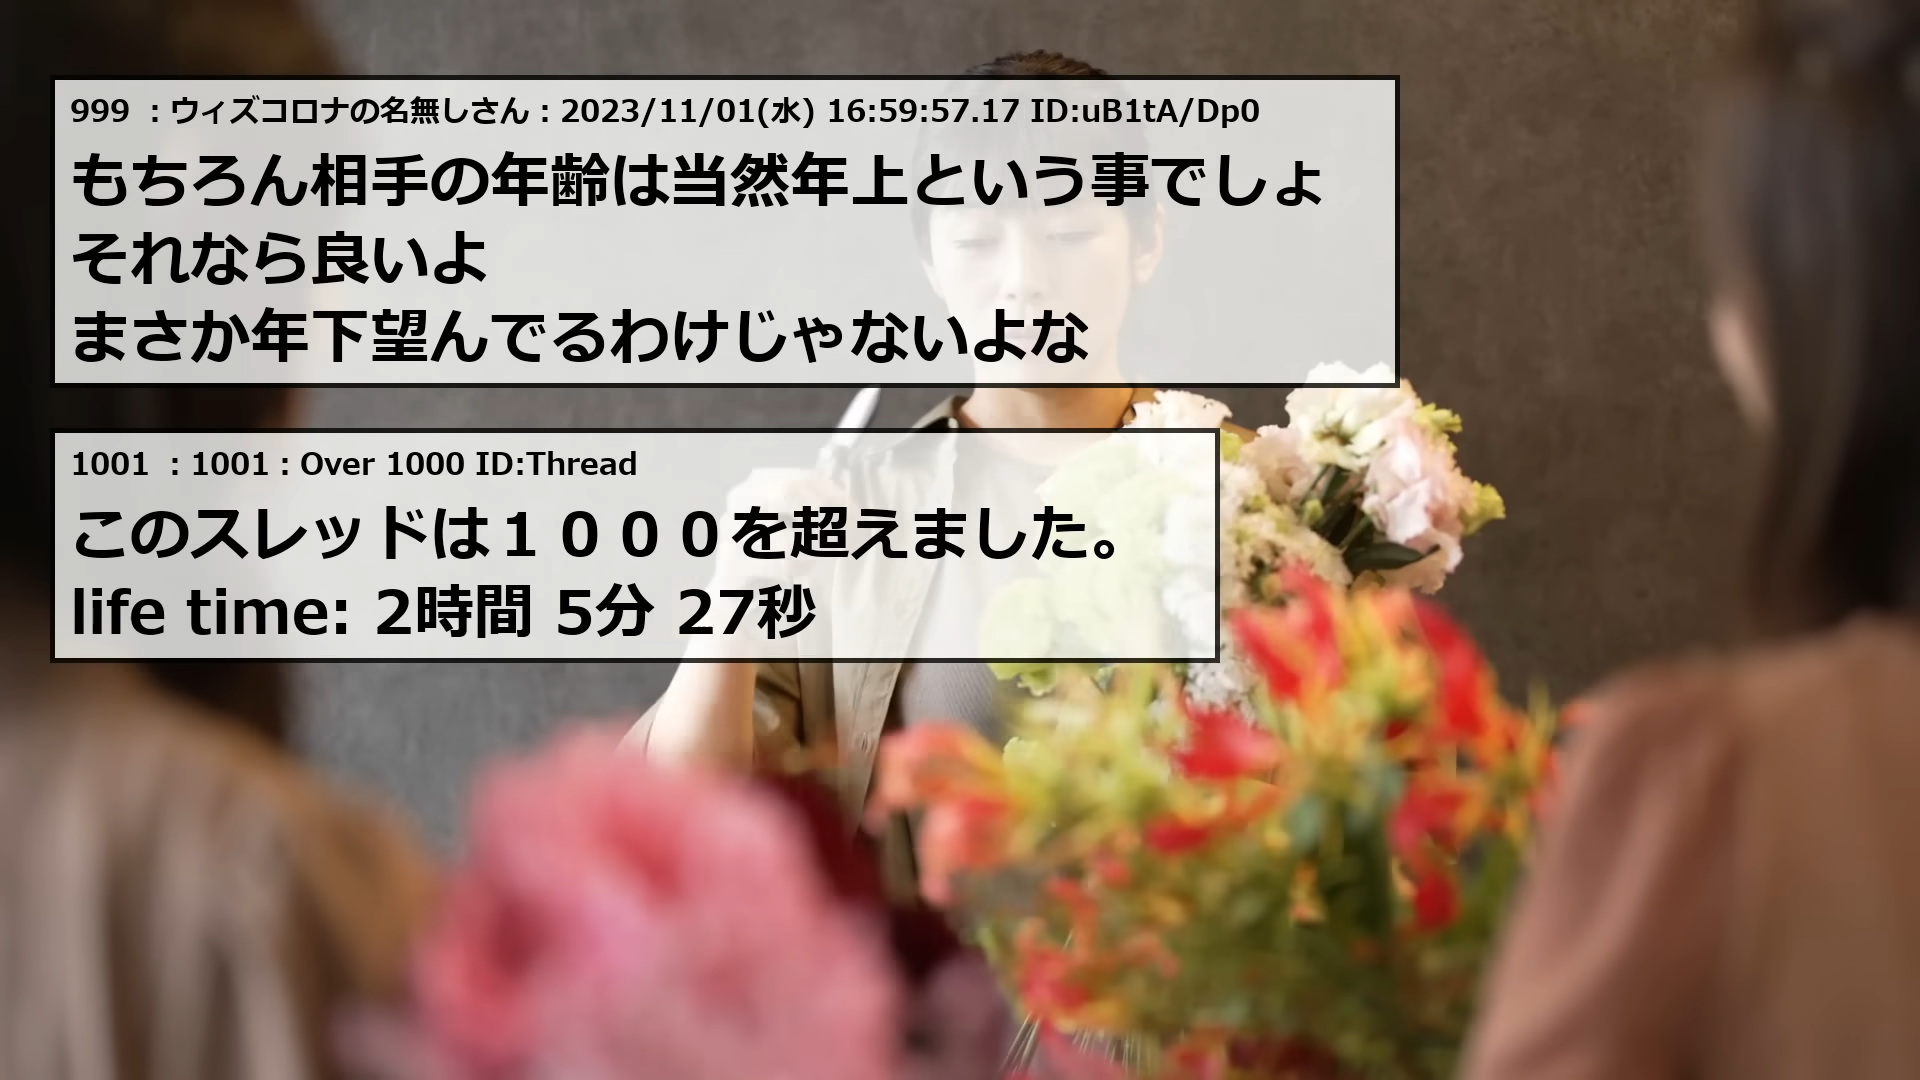 999 ：ウィズコロナの名無しさん：2023/11/01(水) 16:59:57.17 ID:uB1tA/Dp0
もちろん相手の年齢は当然年上という事でしょ
それなら良いよ
まさか年下望んでるわけじゃないよな
1001 ：1001：Over 1000 ID:Thread
このスレッドは１０００を超えました。
life time: 2時間 5分 27秒